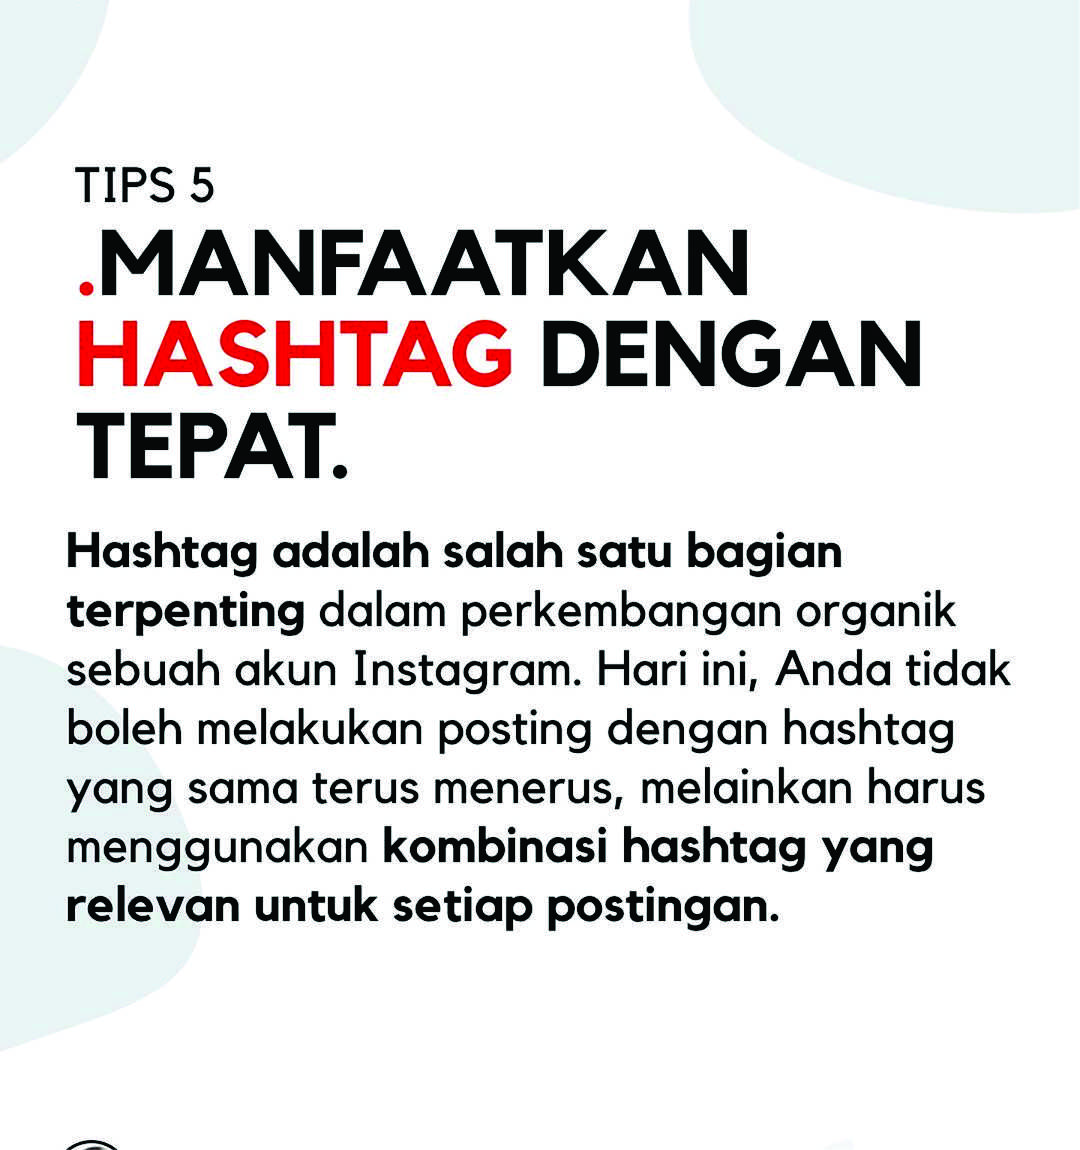 TIPS 5
.MANFAATKAN
HASHTAG DENGAN
TEPAT.
Hashtag adalah salah satu bagian
terpenting dalam perkembangan organik
sebuah akun Instagram. Hari ini, Anda tidak
boleh melakukan posting dengan hashtag
yang sama terus menerus, melainkan harus
menggunakan kombinasi hashtag yang
relevan untuk setiap postingan.